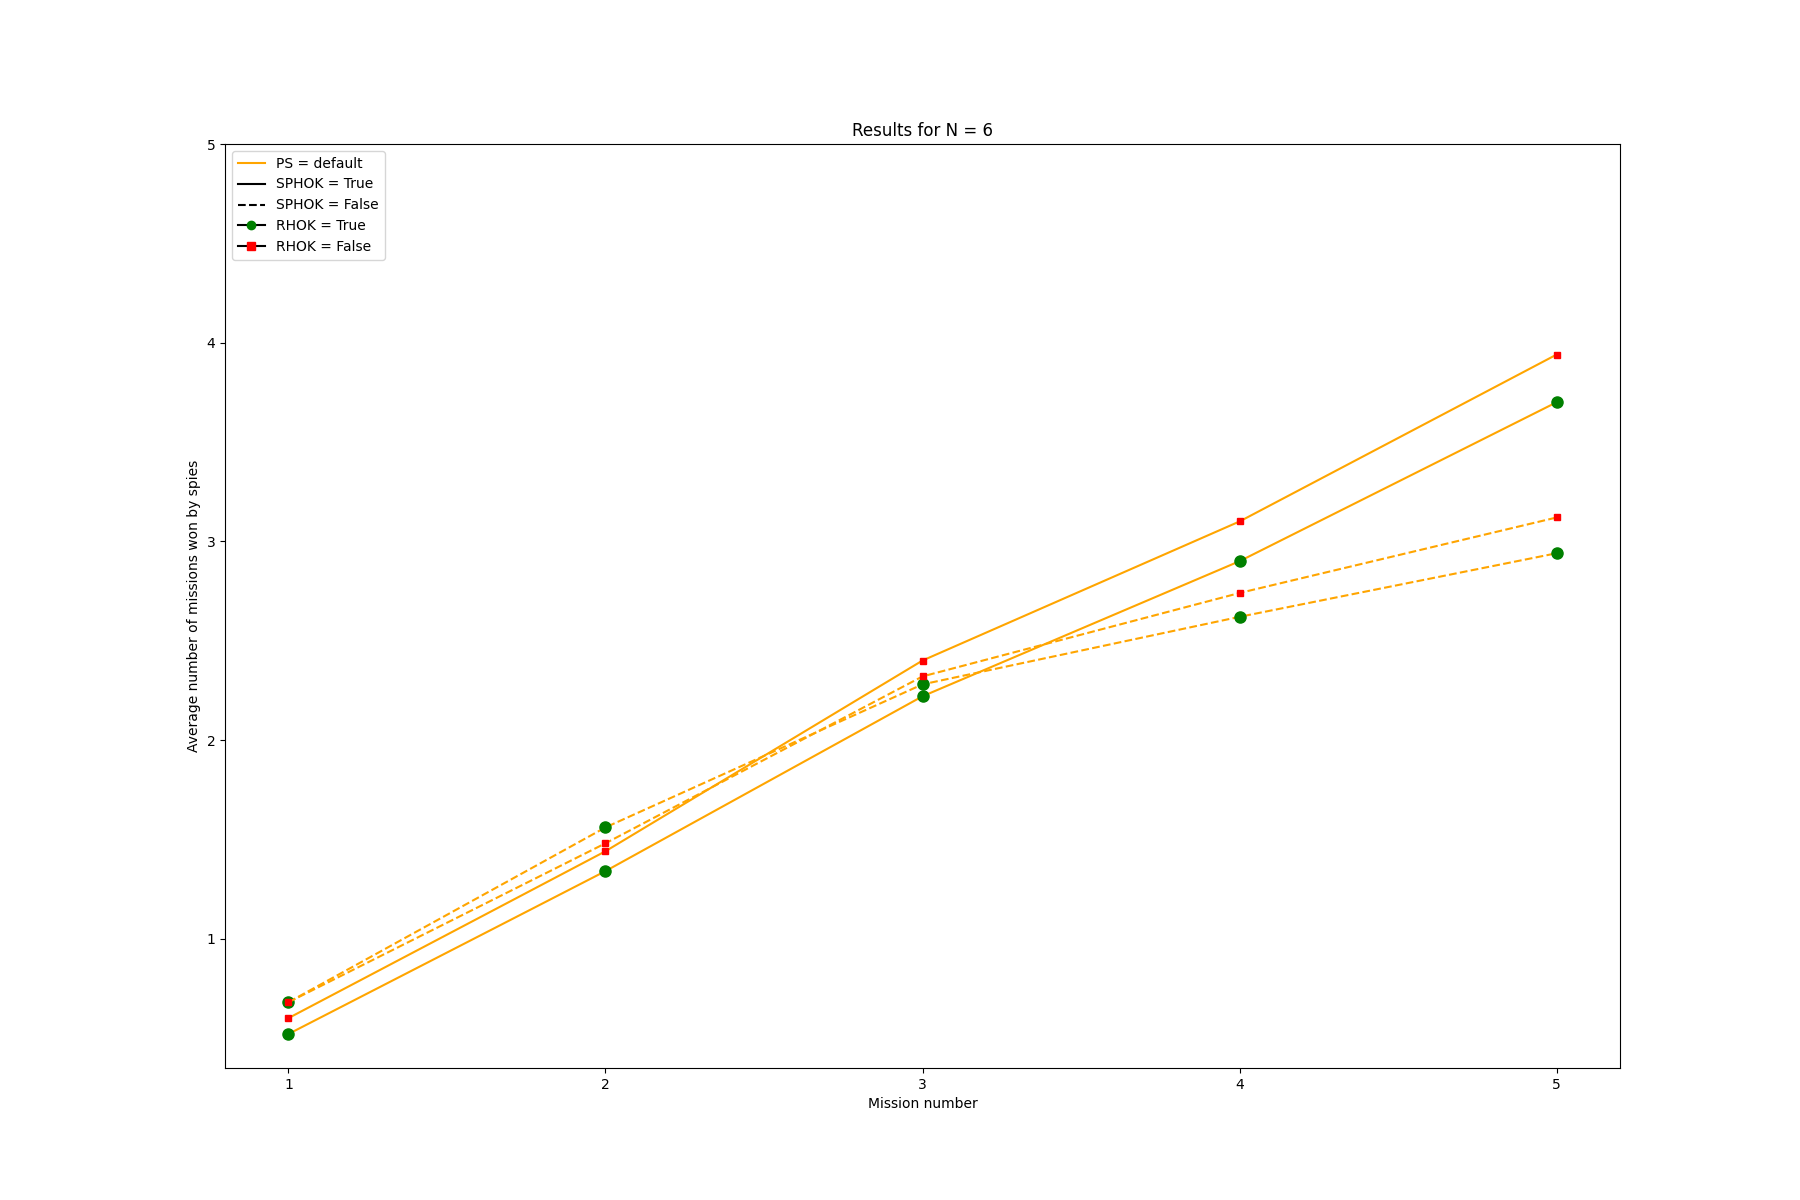 Results for N = 6
5
4
3
2
1
PS = default
SPHOK = True
SPHOK = False
RHOK = True
RHOK = False
Average number of missions won by spies
1 2 3 4 5
Mission number